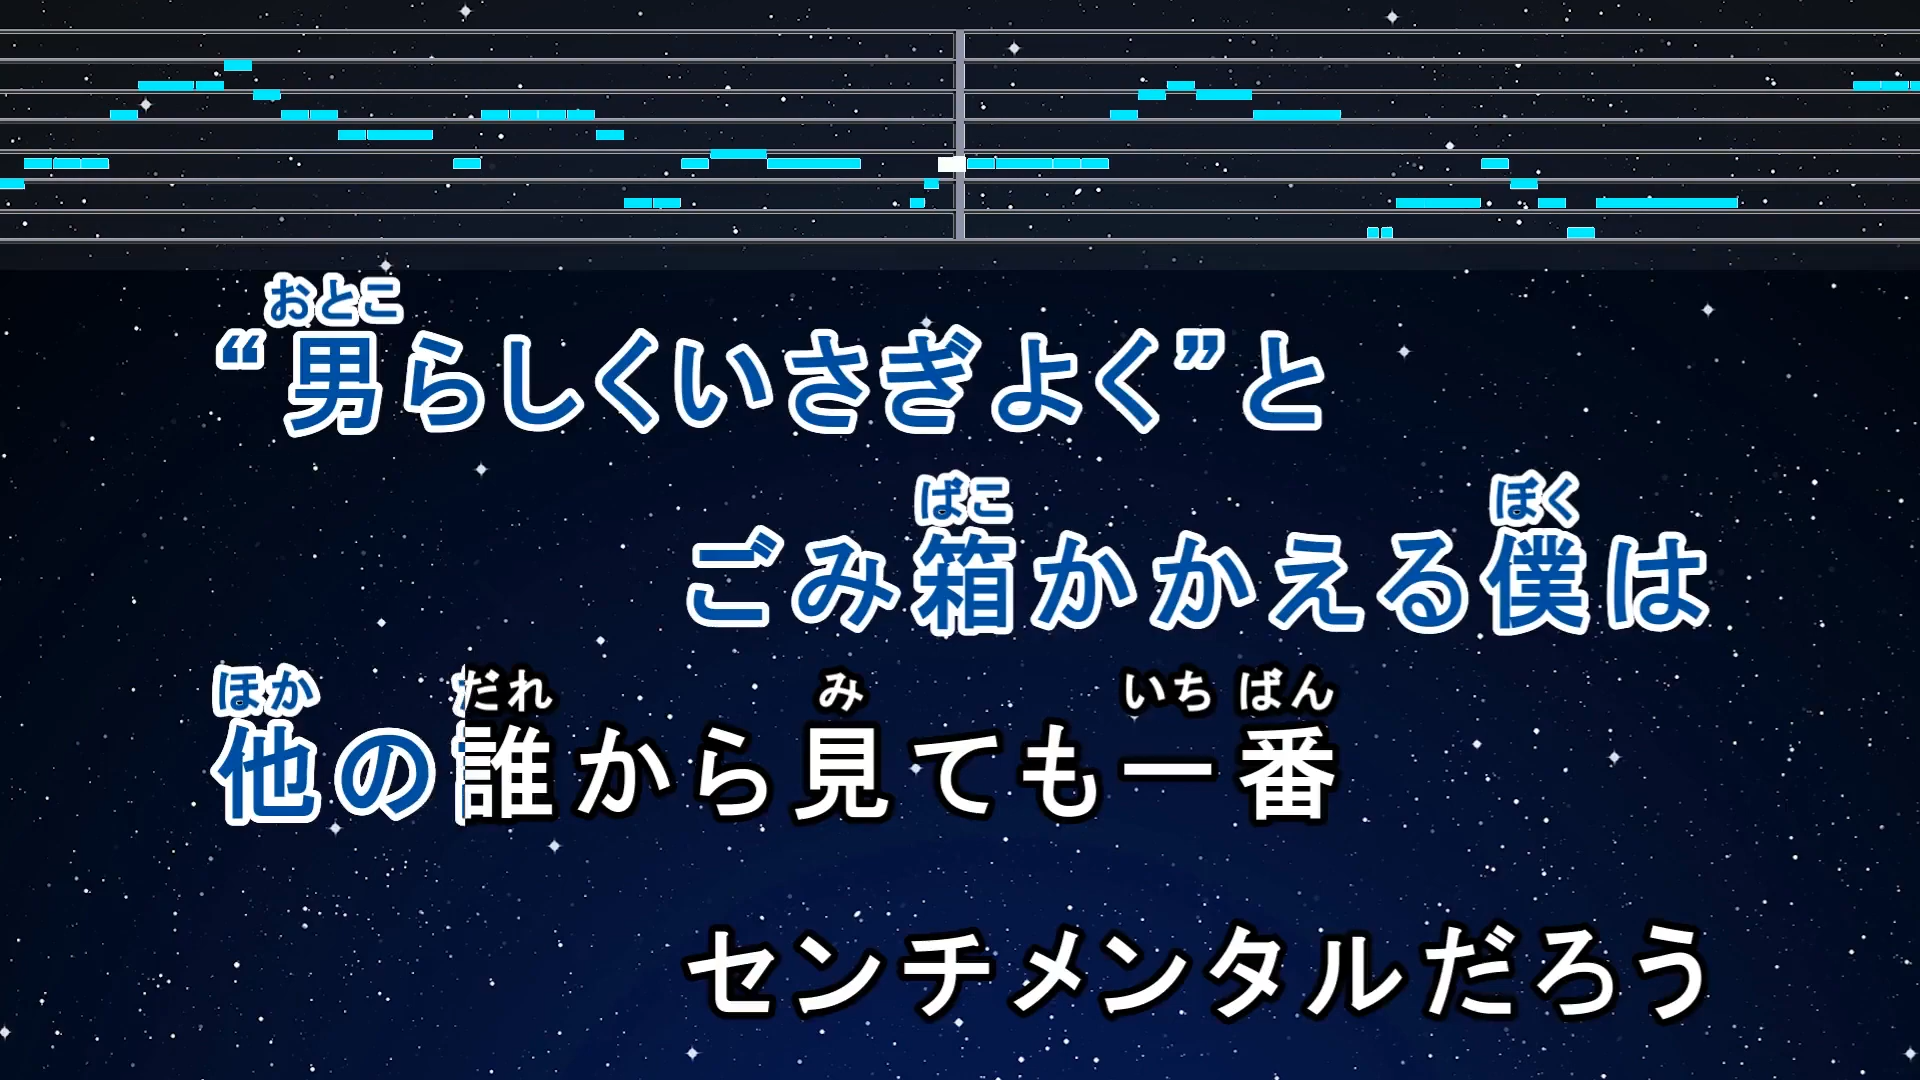 おとこ
“男らしくいさぎよく”と
ばこ ぼく
ごみ箱かかえる僕は
ほか だれ み いち ばん
他の誰から見ても一番
センチメンタルだろう